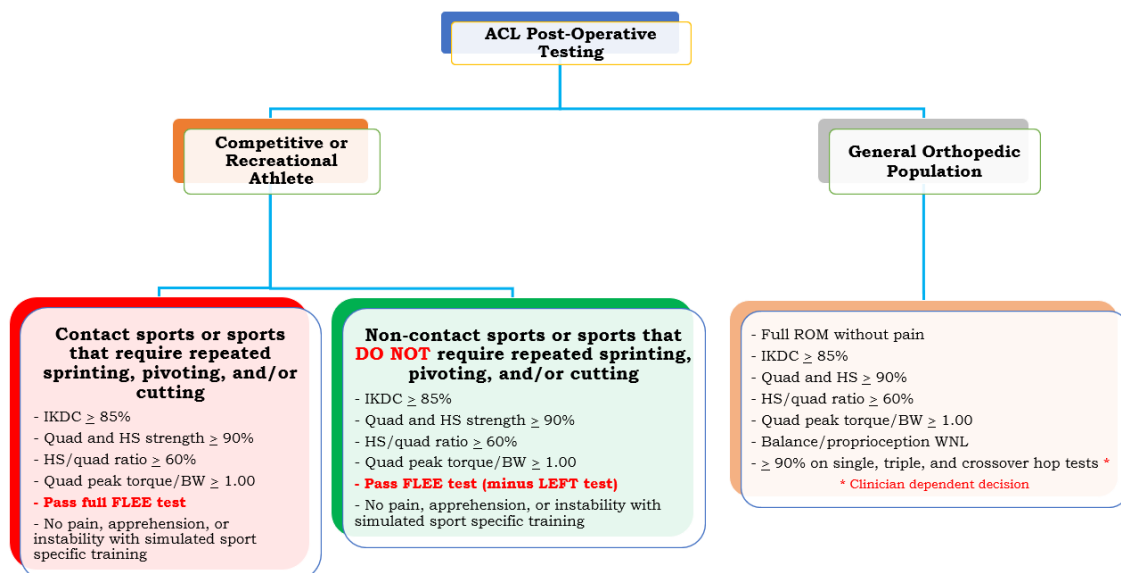 ACL Post-Operative
Testing
Competitive or
Recreational
Athlete
General Orthopedic
Population
Contact sports or sports
that require repeated
sprinting, pivoting, and/or
cutting
- IKDC ≥ 85%
- Quad and HS strength ≥ 90%
- HS/quad ratio ≥ 60%
- Quad peak torque/BW ≥ 1.00
- Pass full FLEE test
- No pain, apprehension, or
instability with simulated sport
specific training
Non-contact sports or sports that
DO NOT require repeated sprinting,
pivoting, and/or cutting
- IKDC ≥ 85%
- Quad and HS strength ≥ 90%
- HS/quad ratio ≥ 60%
- Quad peak torque/BW ≥ 1.00
- Pass FLEE test (minus LEFT test)
- No pain, apprehension, or instability with
simulated sport specific training
- Full ROM without pain
- IKDC ≥ 85%
- Quad and HS ≥ 90%
- HS/quad ratio ≥ 60%
- Quad peak torque/BW ≥ 1.00
- Balance/proprioception WNL
- ≥ 90% on single, triple, and crossover hop tests *
* Clinician dependent decision